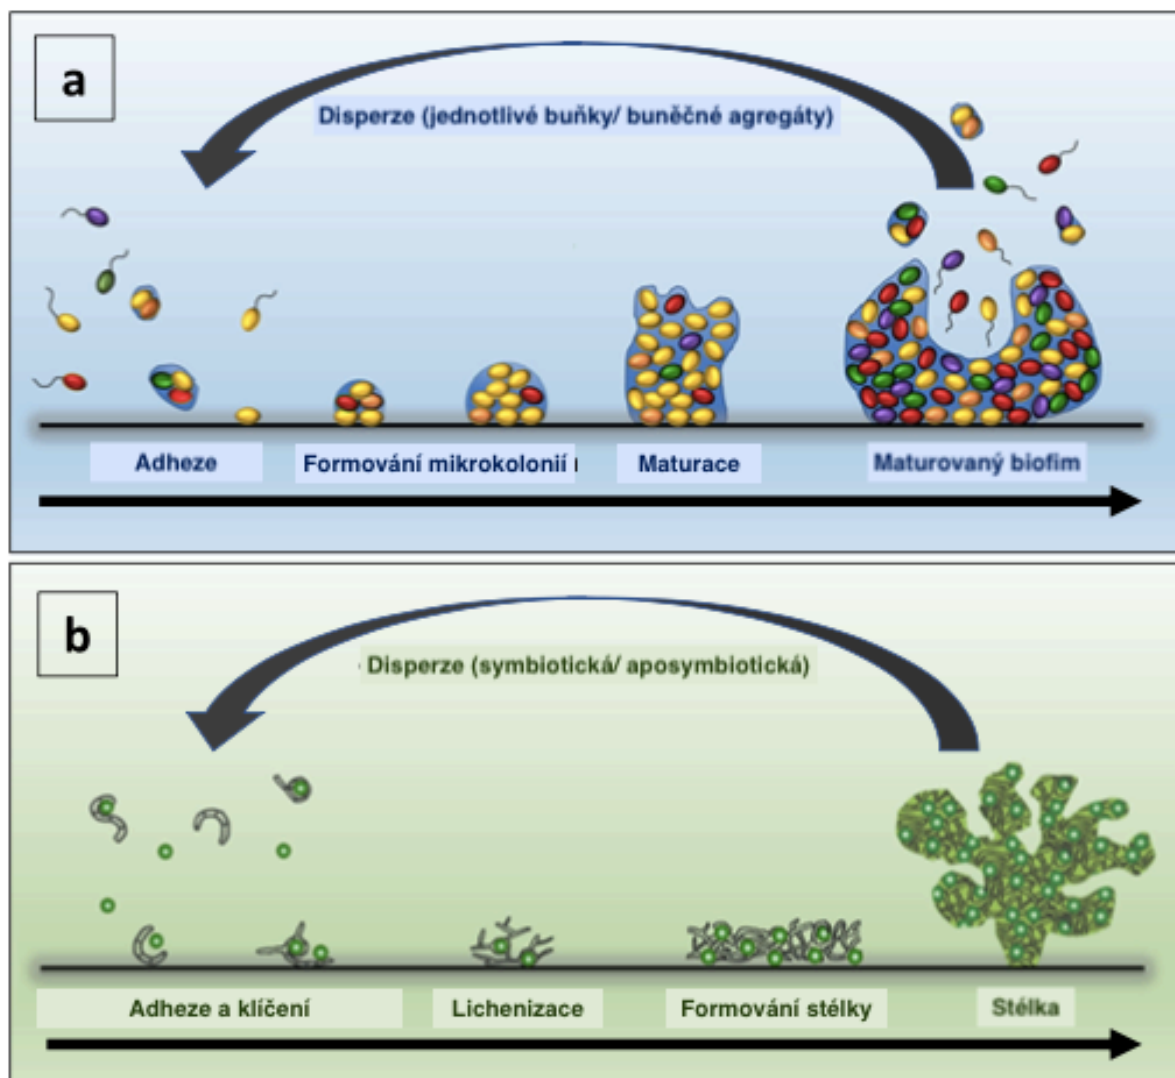 a
Disperze (jednotlivé buňky/ buněčné agregáty)
Adheze
Formování mikrokolonií
Maturace
Maturovaný biofim
b
Disperze (symbiotická/ aposymbiotická)
Adheze a klíčení
Lichenizace
Formování stélky
Stélka